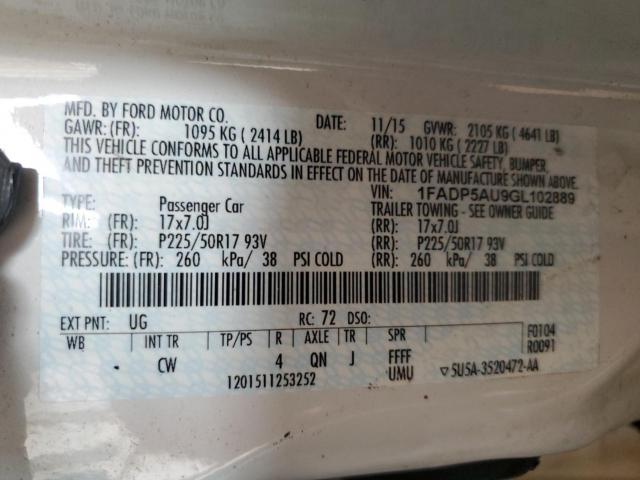 MFD. BY FORD MOTOR CO. DATE: 11/15 GVWR: 2105 KG ( 4641 LB)
GAWR: (FR): 1095 KG ( 2414 LB) (RR): 1010 KG ( 2227 LB)
THIS VEHICLE CONFORMS TO ALL APPLICABLE FEDERAL MOTOR VEHICLE SAFETY, BUMPER,
AND THEFT PREVENTION STANDARDS IN EFFECT ON THE DATE OF MANUFACTURE SHOWN ABOVE.
VIN: 1FADP5AU9GL102889
TYPE: Passenger Car TRAILER TOWING - SEE OWNER GUIDE
RIM: (FR) 17x7.0J (RR): 17x7.0J
TIRE: (FR): P225/50R17 93V (RR): P225/50R17 93V
PRESSURE: (FR): 260 kPa/ 38 PSI COLD (RR): 260 kPa/ 38 PSI COLD
EXT PNT: UG RC: 72 DSO: F0104
WB INT TR TP/PS R AXLE TR SPR R0091
CW 4 QN J FFFF
1201511253252 UMU ▽5U5A-3520472-AA